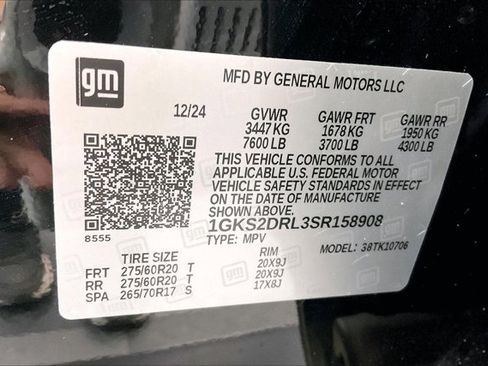 gm
MFD BY GENERAL MOTORS LLC
12/24 GVWR GAWR FRT GAWR RR
3447 KG 1678 KG 1950 KG
7600 LB 3700 LB 4300 LB
THIS VEHICLE CONFORMS TO ALL
APPLICABLE U.S. FEDERAL MOTOR
VEHICLE SAFETY STANDARDS IN EFFECT
ON THE DATE OF MANUFACTURE
SHOWN ABOVE.
8555 1GKS2DRL3SR158908
TYPE: MPV MODEL: 38TK10706
TIRE SIZE RIM
FRT 275/60R20 T 20X9J
RR 275/60R20 T 20X9J
SPA 265/70R17 S 17X8J